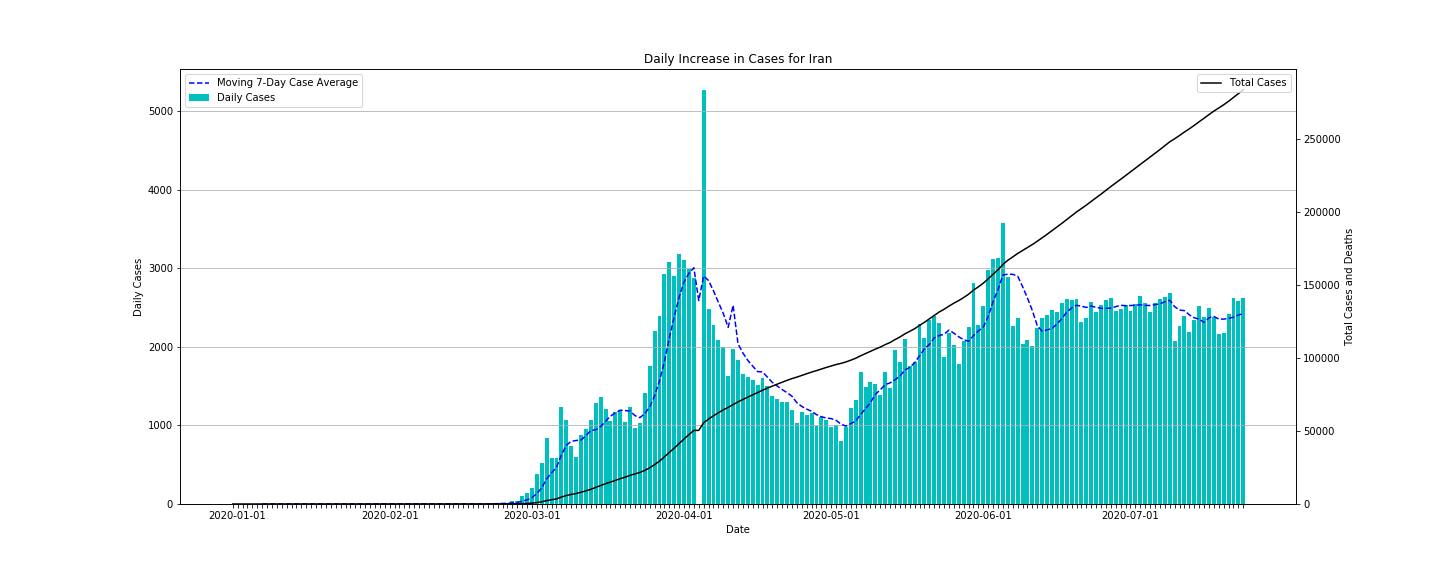 Daily Increase in Cases for Iran
Moving 7-Day Case Average
Daily Cases
Total Cases
5000
4000
3000
2000
1000
0
Daily Cases
250000
200000
150000
100000
50000
0
Total Cases and Deaths
2020-01-01
2020-02-01
2020-03-01
2020-04-01
2020-05-01
2020-06-01
2020-07-01
Date